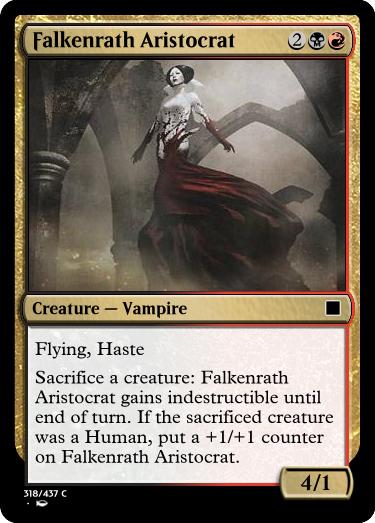 Falkenrath Aristocrat 2
Creature — Vampire
Flying, Haste
Sacrifice a creature: Falkenrath
Aristocrat gains indestructible until
end of turn. If the sacrificed creature
was a Human, put a +1/+1 counter
on Falkenrath Aristocrat.
4/1
318/437 C